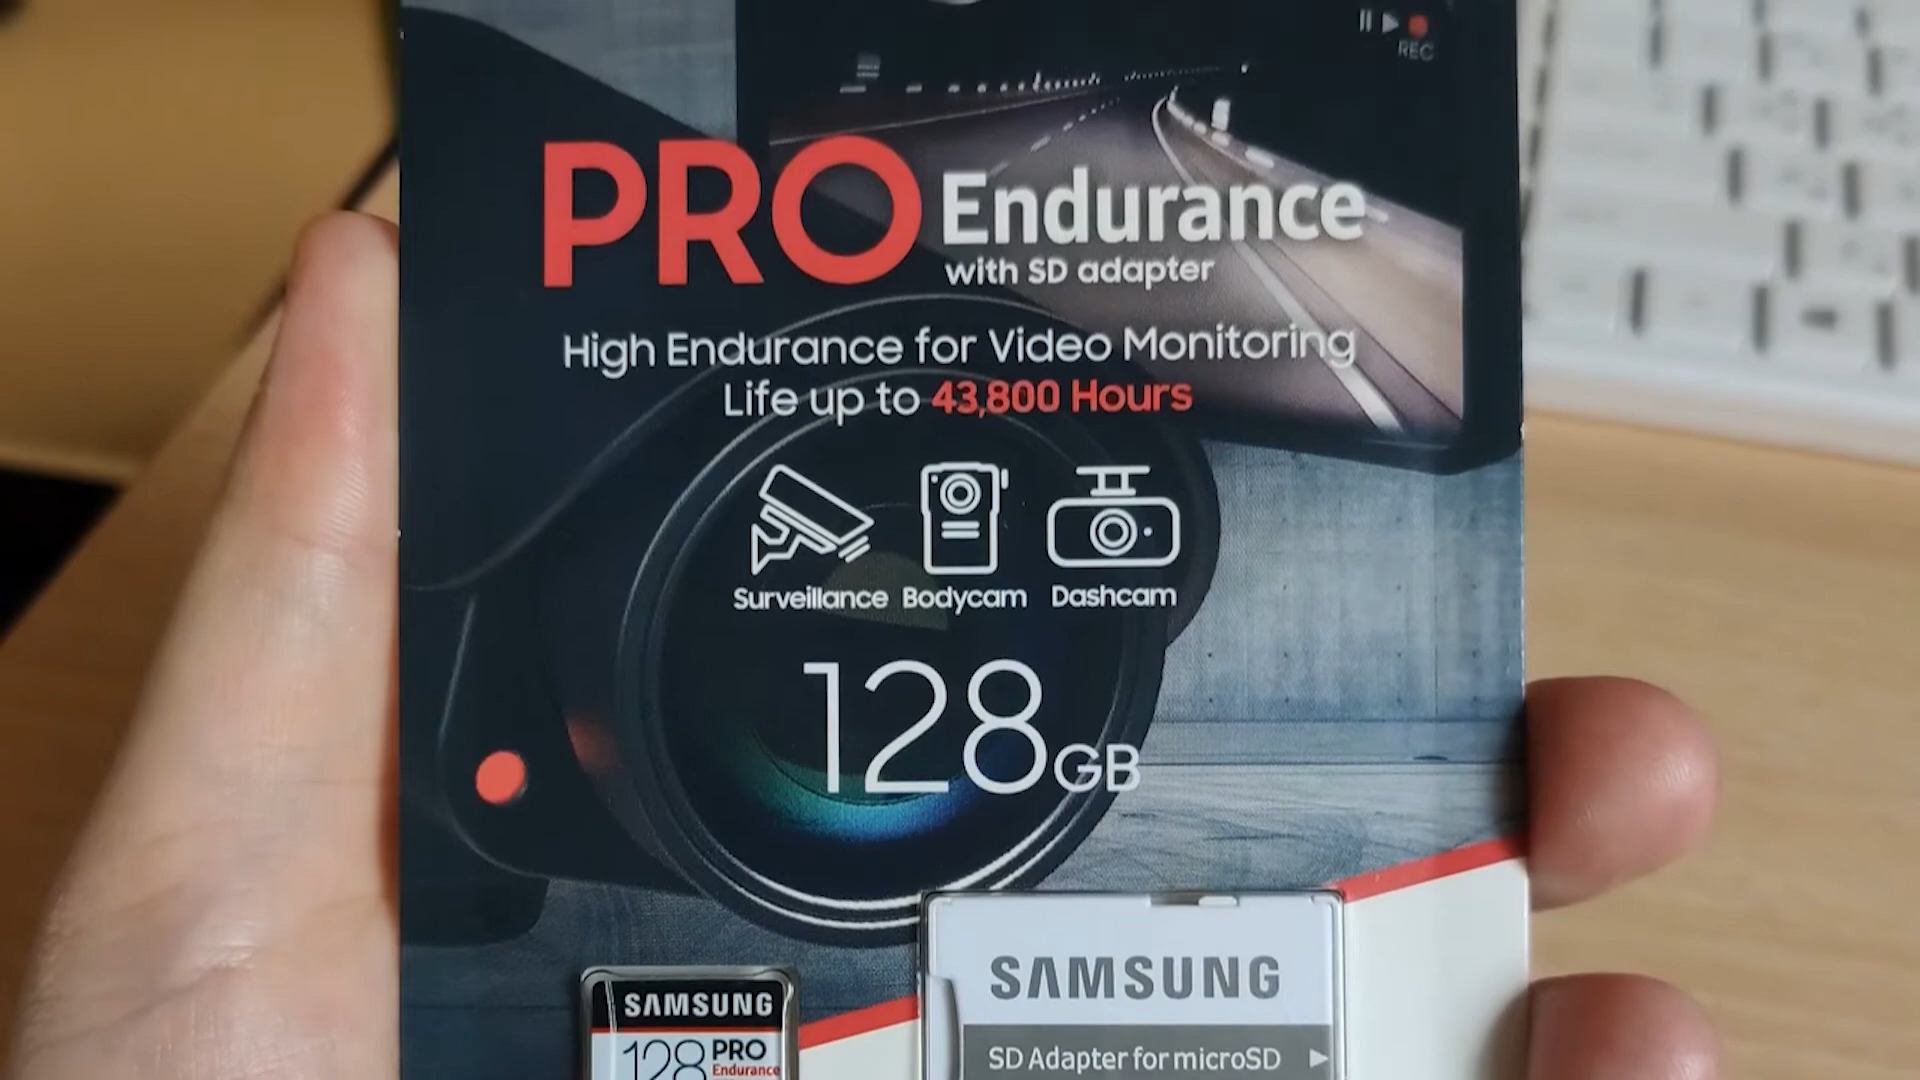 REC
PRO Endurance
with SD adapter
High Endurance for Video Monitoring
Life up to 43,800 Hours
Surveillance Bodycam Dashcam
128GB
SAMSUNG
SD Adapter for microSD
SAMSUNG
128 PRO
Endurance